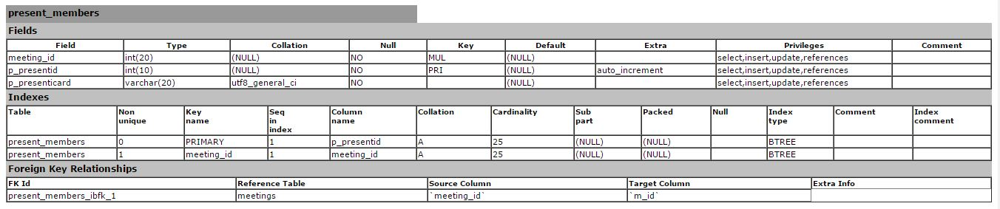 present_members
Fields
Field Type Collation Null Key Default Extra Privileges Comment
meeting_id int(20) (NULL) NO MUL (NULL) select,insert,update,references
p_presentid int(10) (NULL) NO PRI (NULL) auto_increment select,insert,update,references
p_presenticard varchar(20) utf8_general_ci NO (NULL) select,insert,update,references
Indexes
Table Non unique Key name Seq in index Column name Collation Cardinality Sub part Packed Null Index type Comment Index comment
present_members 0 PRIMARY 1 p_presentid A 25 (NULL) (NULL) BTREE
present_members 1 meeting_id 1 meeting_id A 25 (NULL) (NULL) BTREE
Foreign Key Relationships
FK Id Reference Table Source Column Target Column Extra Info
present_members_ibfk_1 meetings `meeting_id` `m_id`